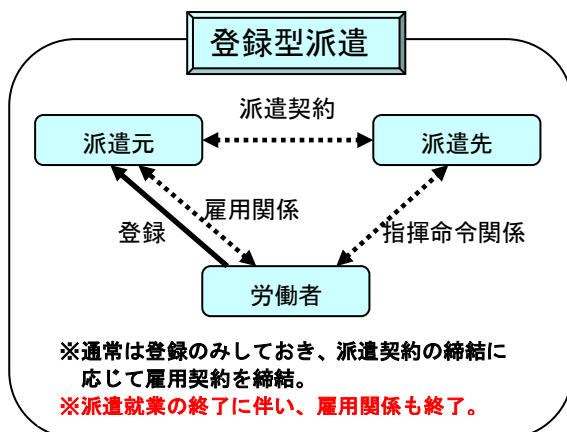 登録型派遣
派遣契約
派遣元
派遣先
雇用関係
登録
指揮命令関係
労働者
※通常は登録のみしておき、派遣契約の締結に
応じて雇用契約を締結。
※派遣就業の終了に伴い、雇用関係も終了。